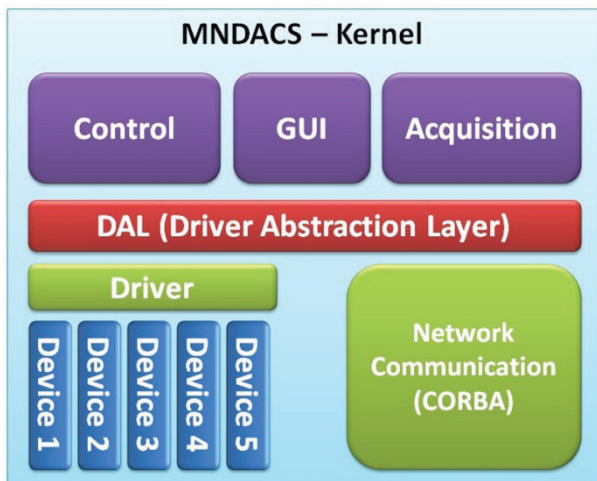 MNDACS – Kernel
Control
GUI
Acquisition
DAL (Driver Abstraction Layer)
Driver
Device 1
Device 2
Device 3
Device 4
Device 5
Network
Communication
(CORBA)